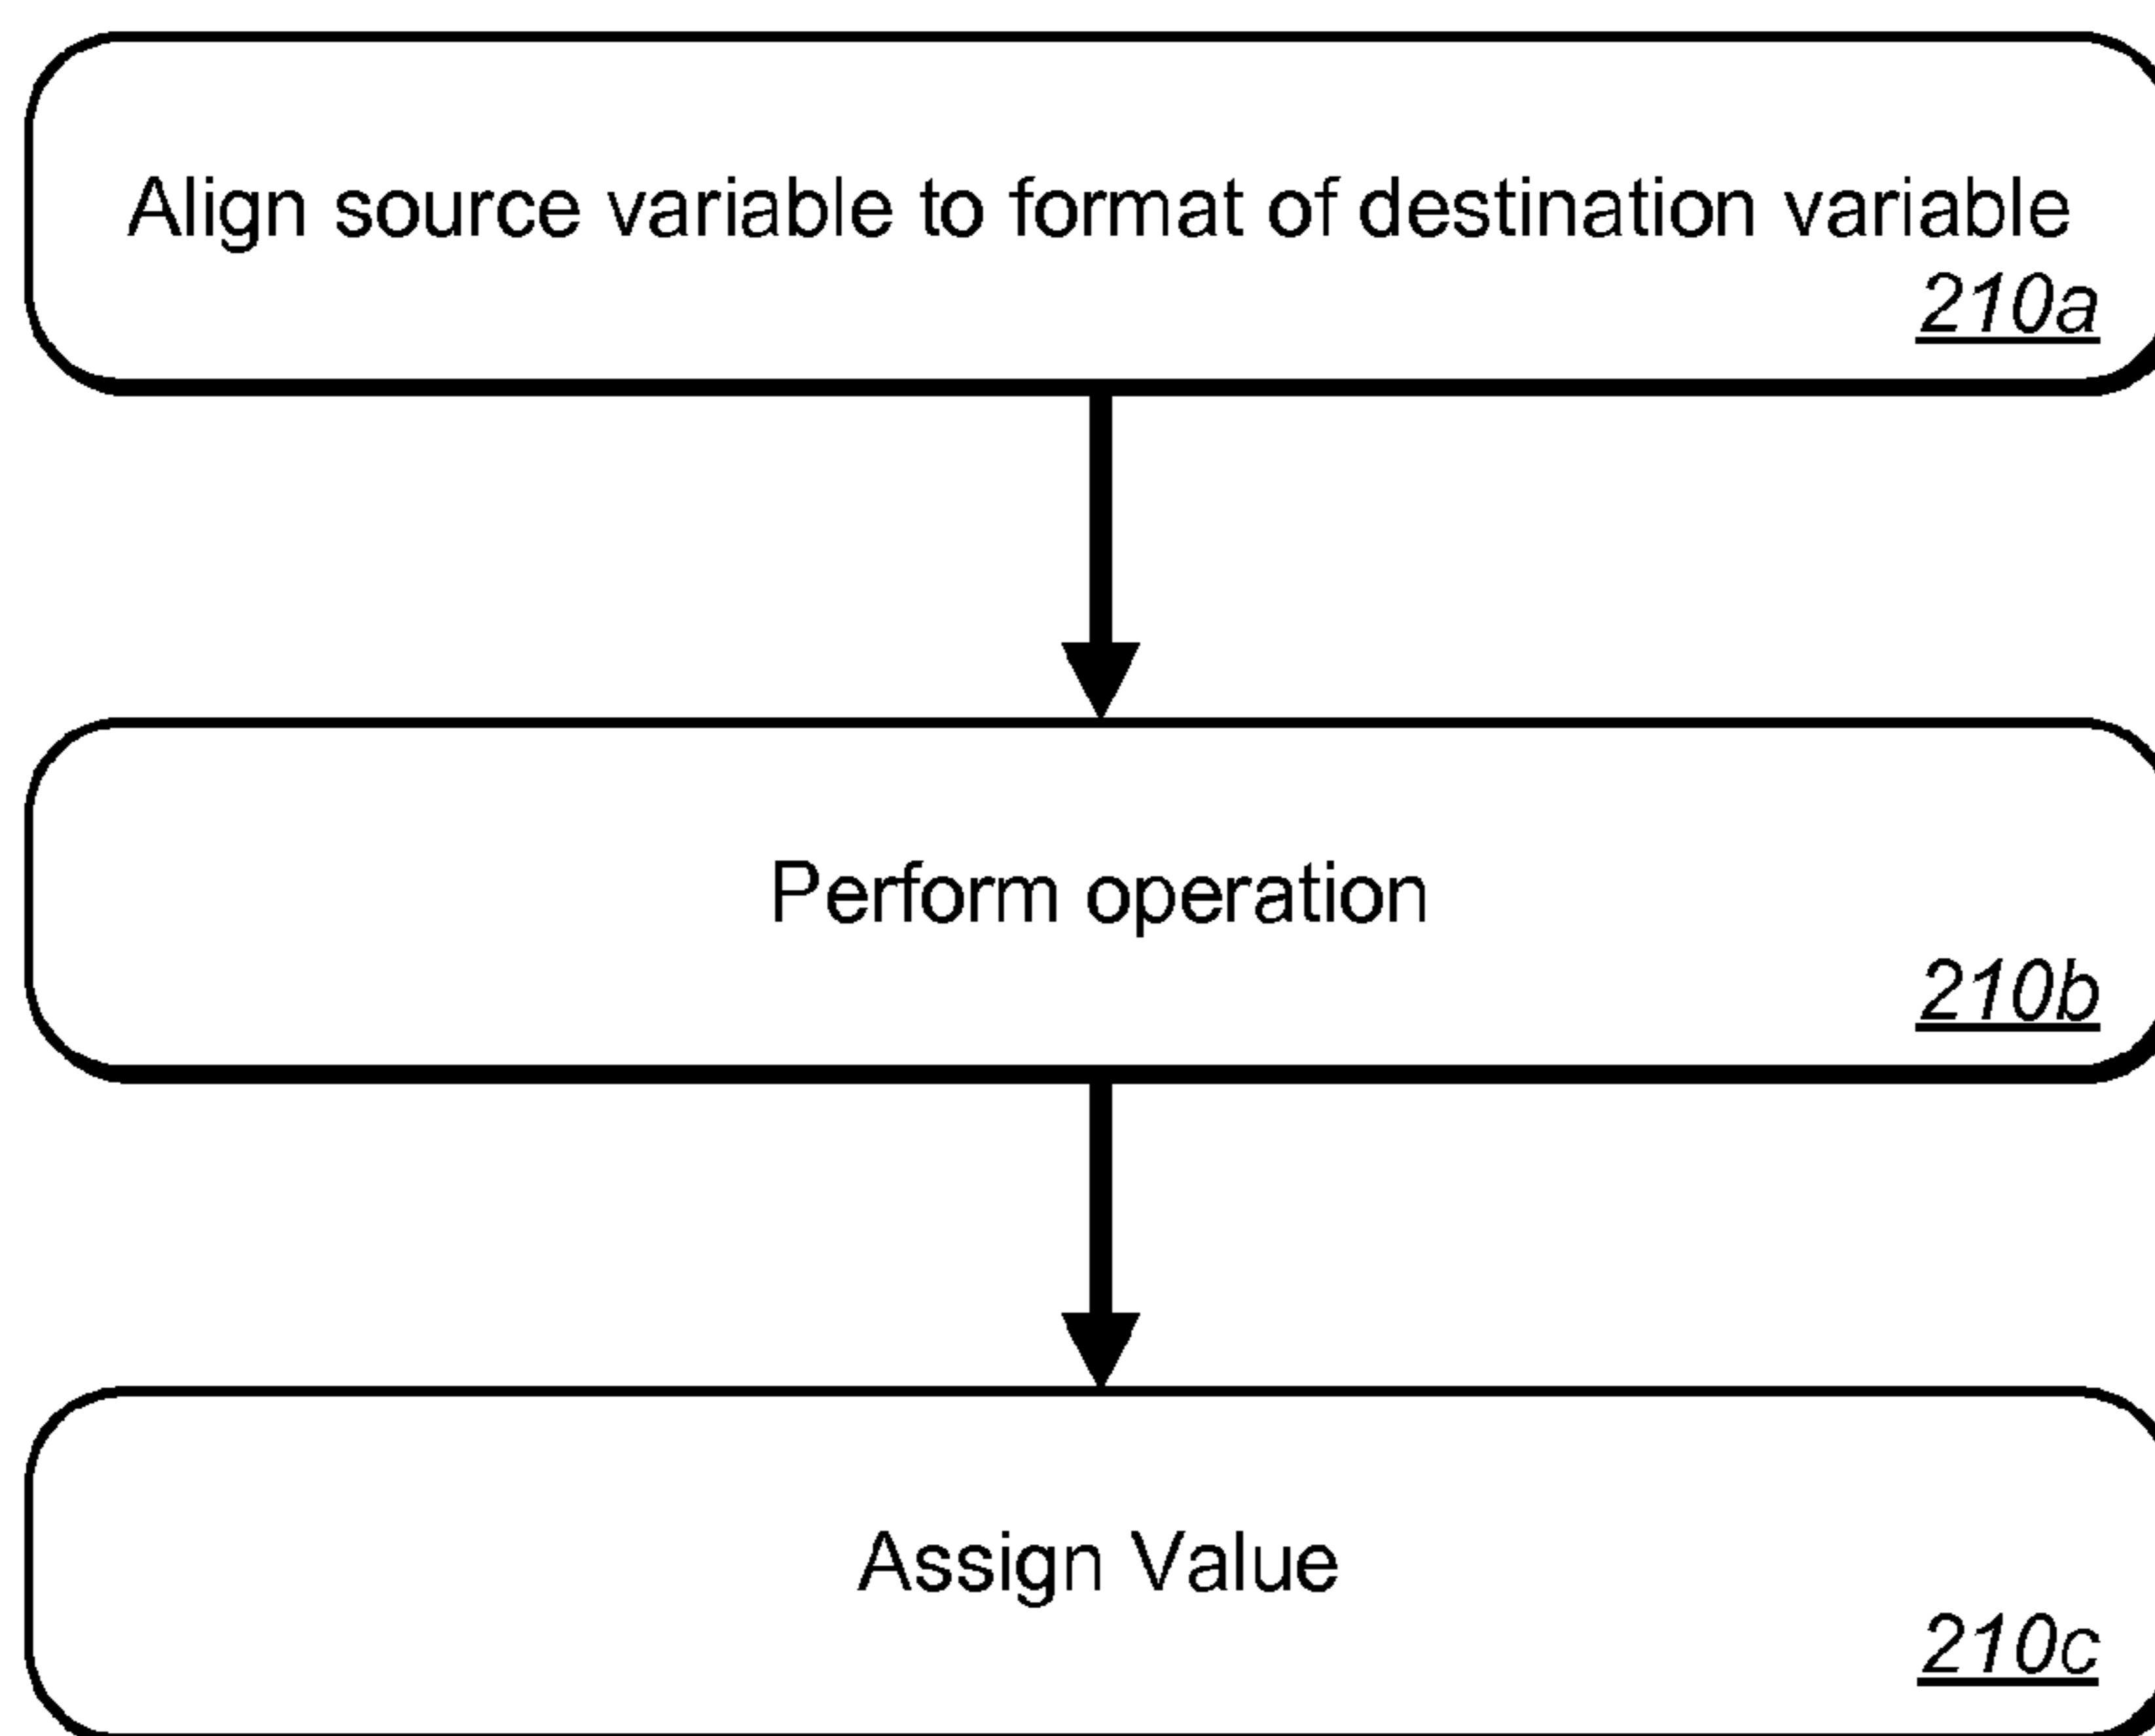 Align source variable to format of destination variable
210a
Perform operation
210b
Assign Value
210c